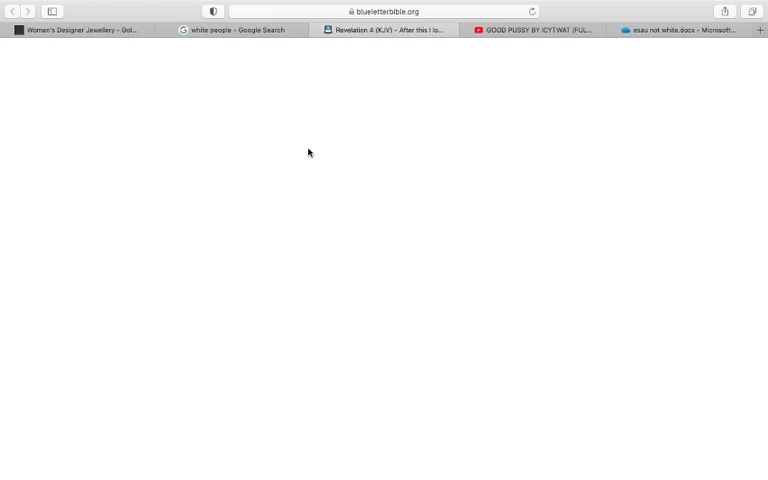 blueletterbible.org
Women's Designer Jewellery - Gol...
white people - Google Search
Revelation 4 (KJV) - After this I lo...
GOOD PUSSY BY ICYTWAT (FUL...
esau not white.docx - Microsoft...